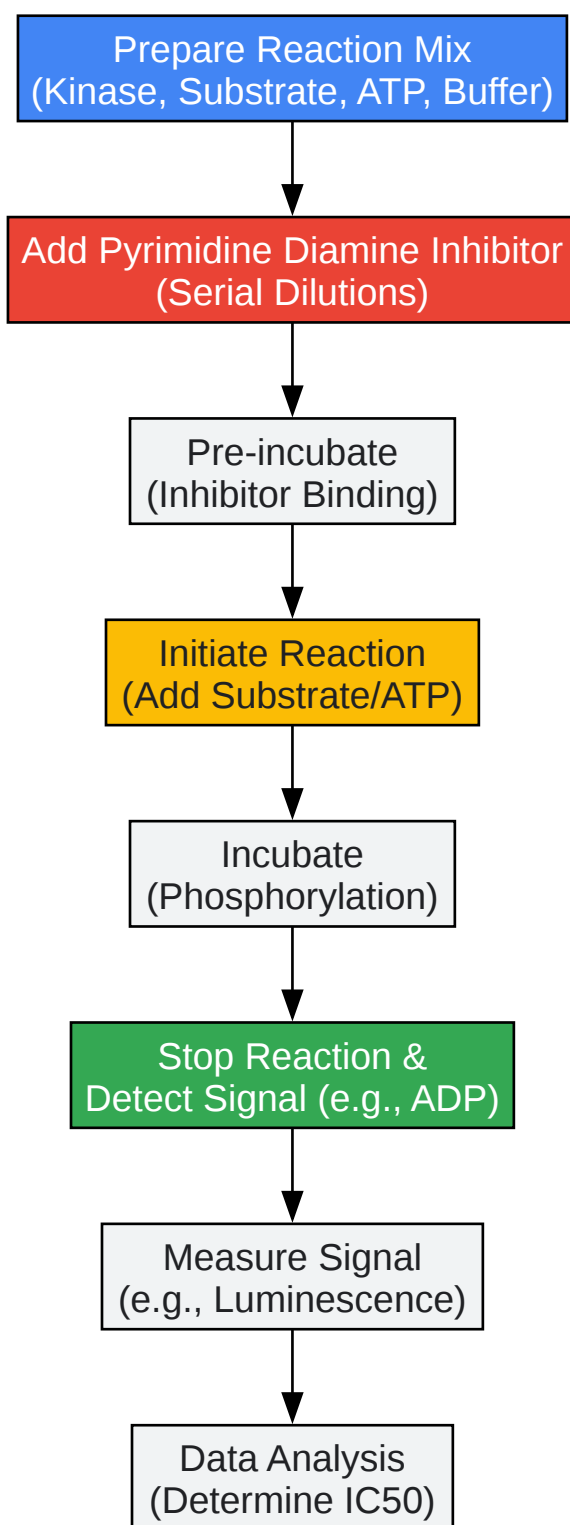 Prepare Reaction Mix
(Kinase, Substrate, ATP, Buffer)
Add Pyrimidine Diamine Inhibitor
(Serial Dilutions)
Pre-incubate
(Inhibitor Binding)
Initiate Reaction
(Add Substrate/ATP)
Incubate
(Phosphorylation)
Stop Reaction &
Detect Signal (e.g., ADP)
Measure Signal
(e.g., Luminescence)
Data Analysis
(Determine IC50)